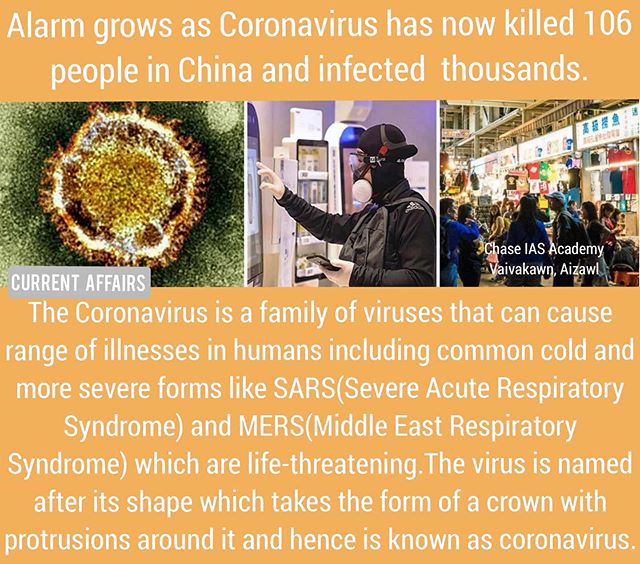 Alarm grows as Coronavirus has now killed 106
people in China and infected thousands.
高級撈魚
Chase IAS Academy
Vaivakawn, Aizawl
CURRENT AFFAIRS
The Coronavirus is a family of viruses that can cause
range of illnesses in humans including common cold and
more severe forms like SARS(Severe Acute Respiratory
Syndrome) and MERS(Middle East Respiratory
Syndrome) which are life-threatening.The virus is named
after its shape which takes the form of a crown with
protrusions around it and hence is known as coronavirus.